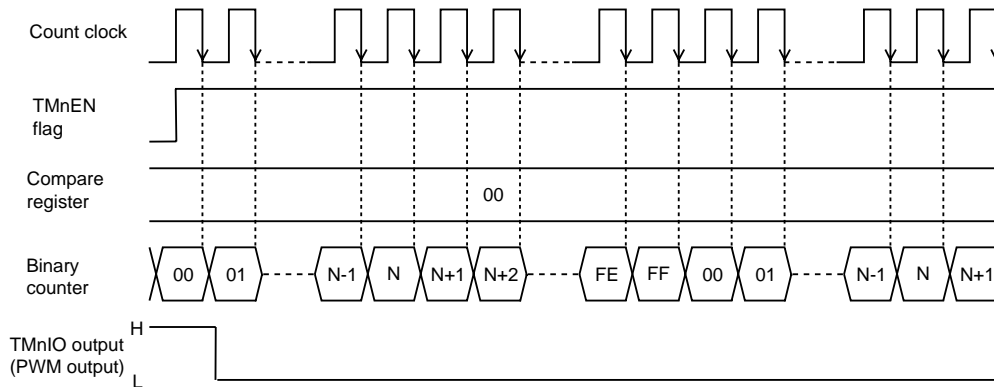 Count clock
TMnEN
flag
Compare
register
00
Binary
counter
00 01 N-1 N N+1 N+2 FE FF 00 01 N-1 N N+1
TMnIO output
(PWM output)
H
L